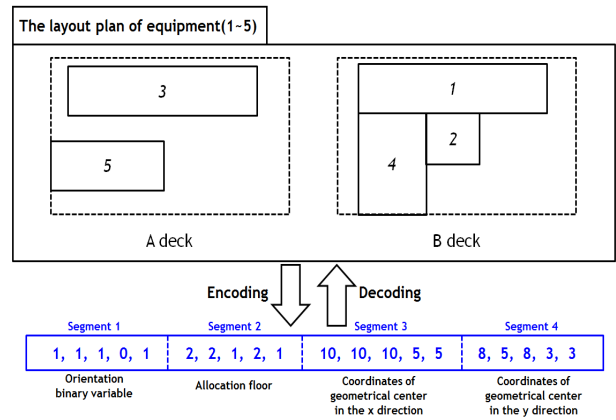 The layout plan of equipment(1~5)
3
5
A deck
1
2
4
B deck
Encoding
Decoding
Segment 1
Segment 2
Segment 3
Segment 4
1, 1, 1, 0, 1
2, 2, 1, 2, 1
10, 10, 10, 5, 5
8, 5, 8, 3, 3
Orientation
binary variable
Allocation floor
Coordinates of
geometrical center
in the x direction
Coordinates of
geometrical center
in the y direction